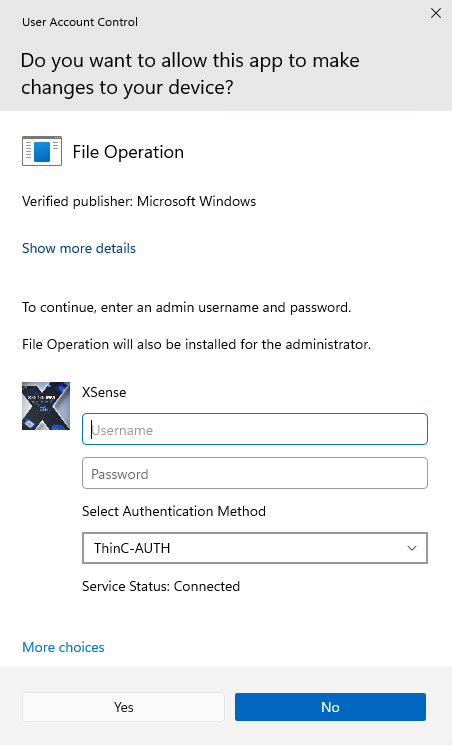 User Account Control
Do you want to allow this app to make
changes to your device?
File Operation
Verified publisher: Microsoft Windows
Show more details
To continue, enter an admin username and password.
File Operation will also be installed for the administrator.
XSense
Username
Password
Select Authentication Method
ThinC-AUTH
Service Status: Connected
More choices
Yes
No